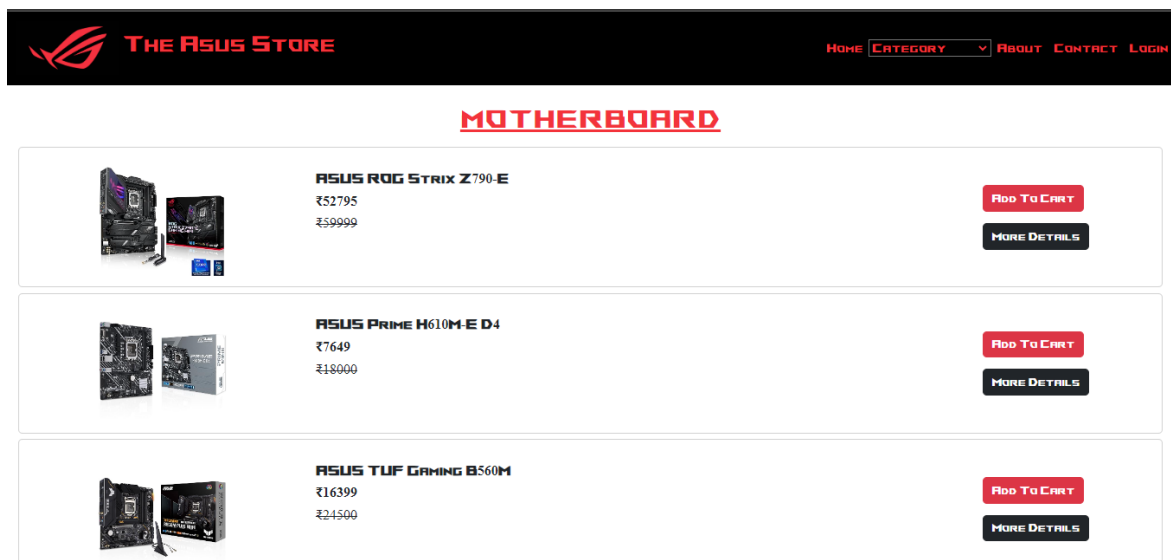 The Asus Store
Home Category About Contact Login
MOTHERBOARD
ASUS ROG Strix Z790-E
₹52795
₹59999
Add To Cart
More Details
ASUS Prime H610M-E D4
₹7649
₹18000
Add To Cart
More Details
ASUS TUF Gaming B560M
₹16399
₹24500
Add To Cart
More Details